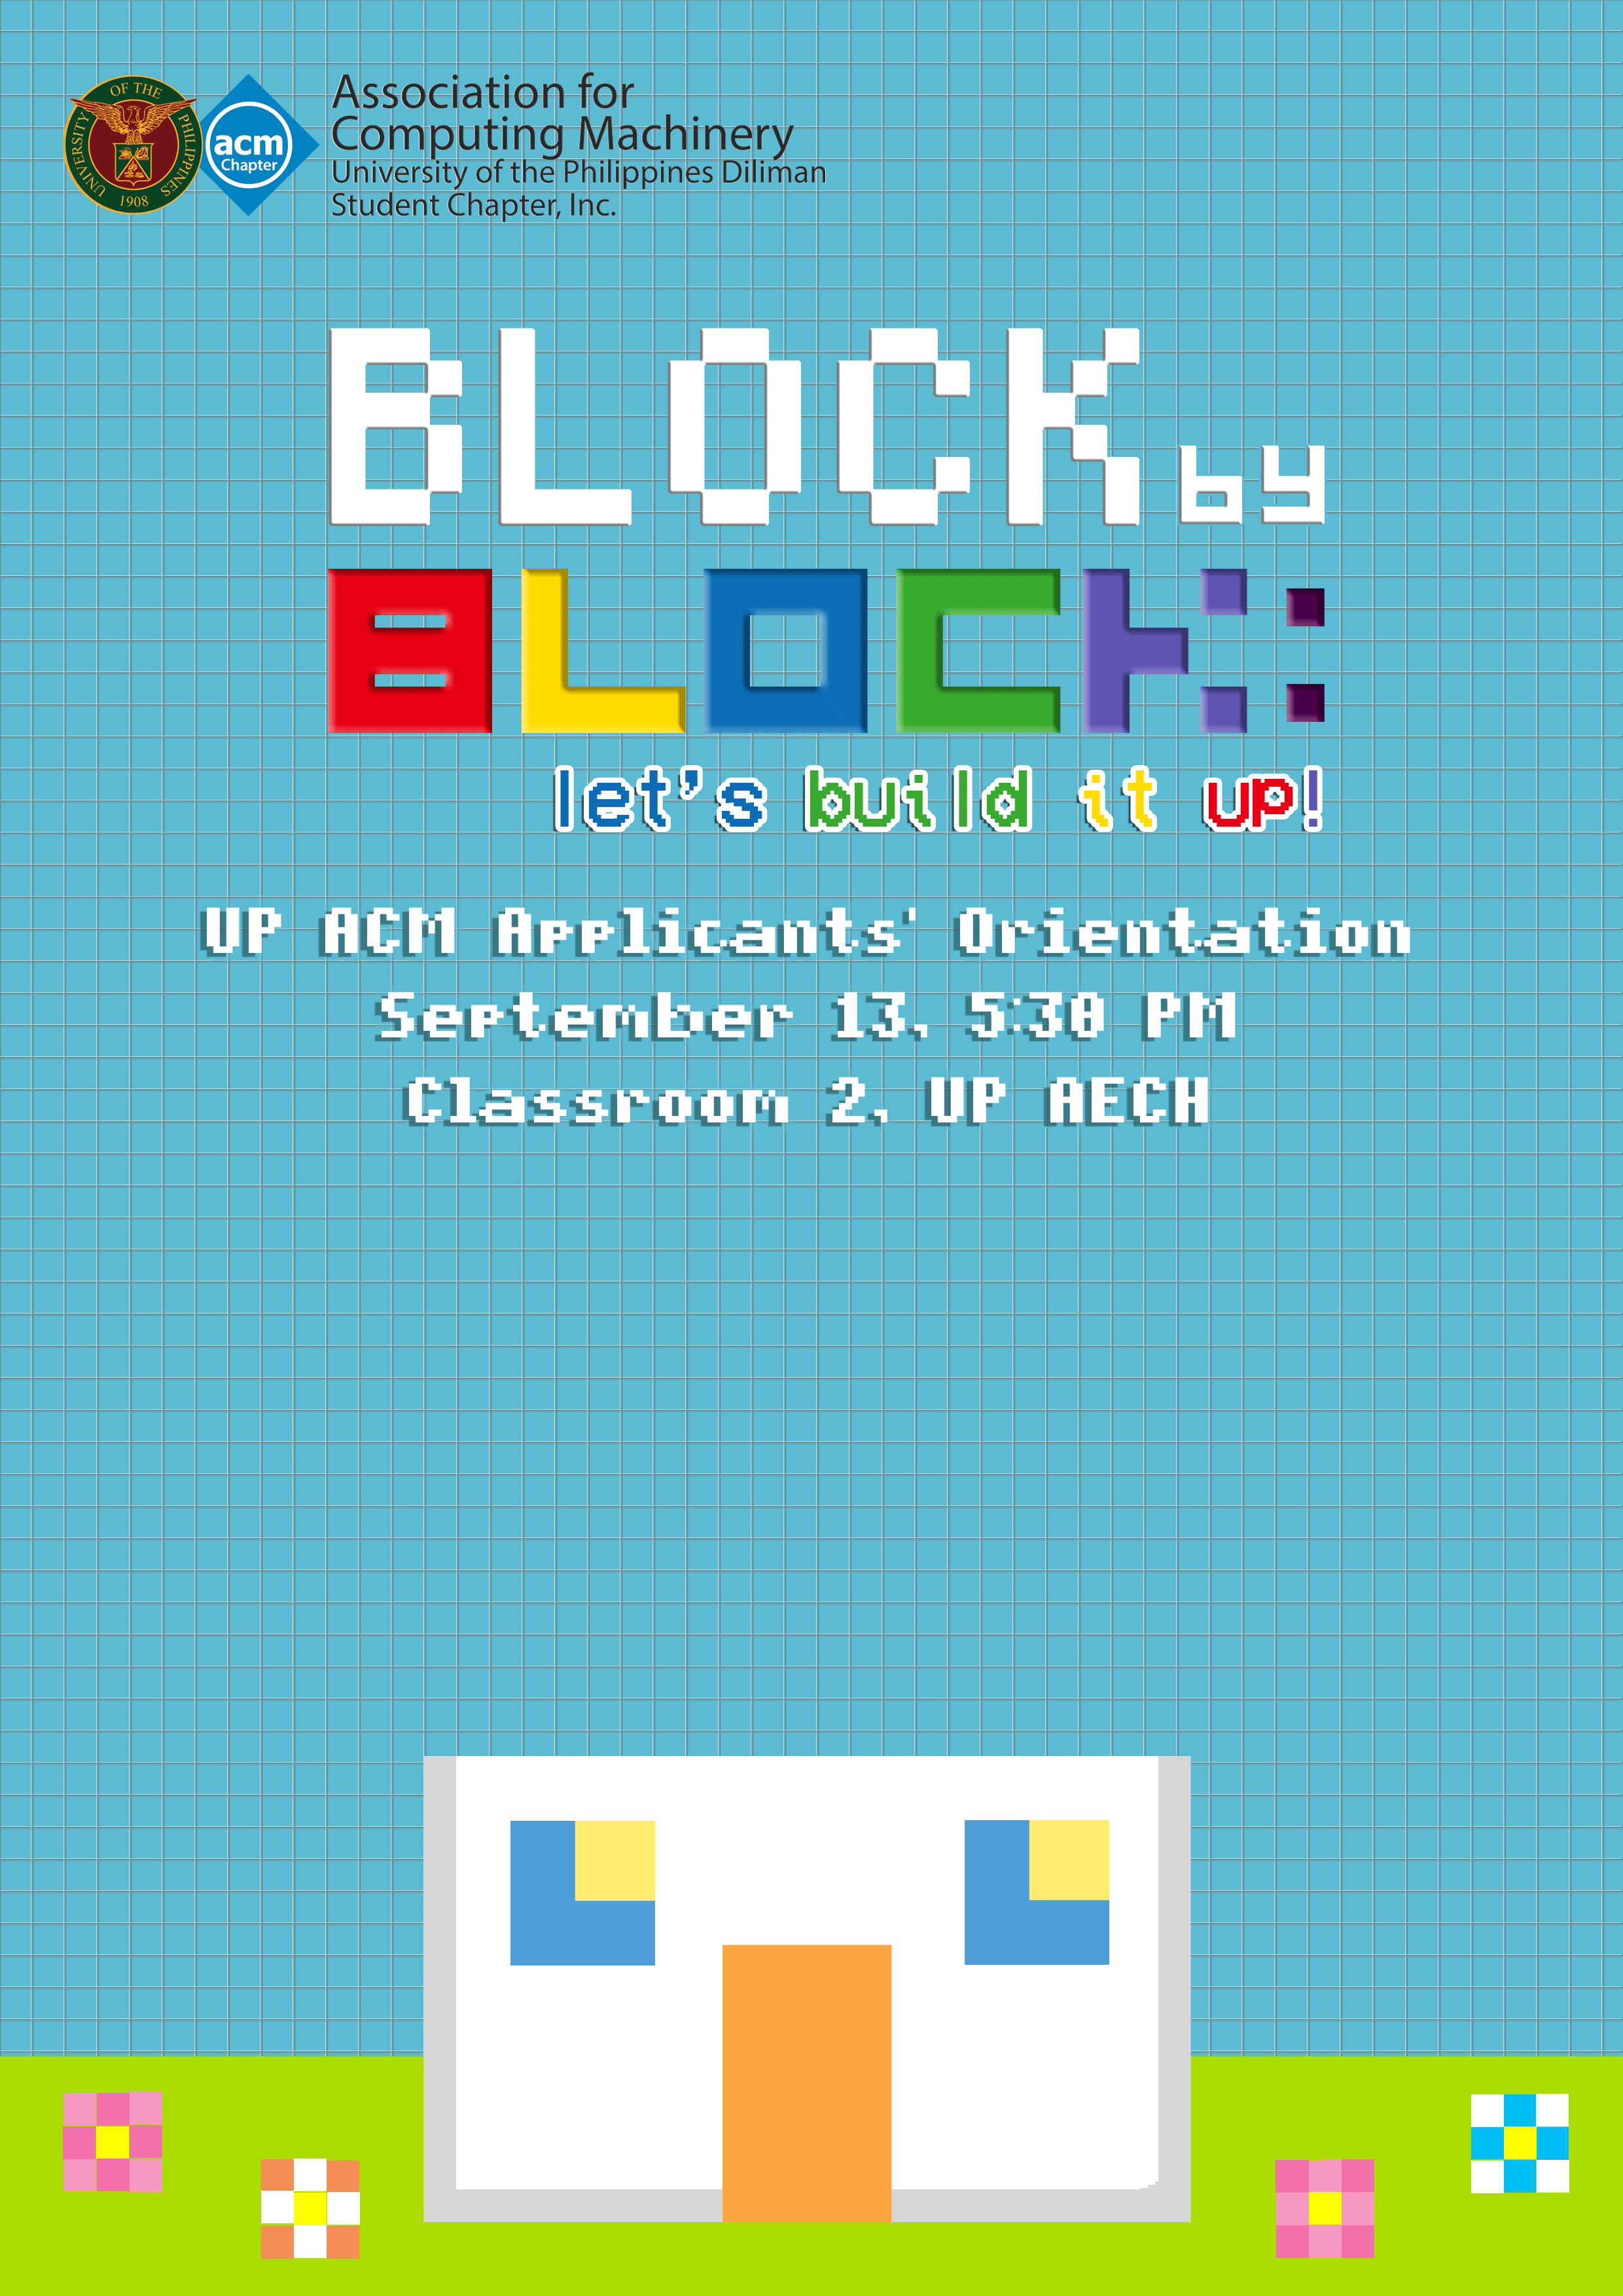 UNIVERSITY OF THE PHILIPPINES
1908
acm
Chapter
Association for
Computing Machinery
University of the Philippines Diliman
Student Chapter, Inc.
BLOCK by
BLOCK:
let's build it up!
UP ACM Applicants' Orientation
September 13, 5:30 PM
Classroom 2, UP AECH